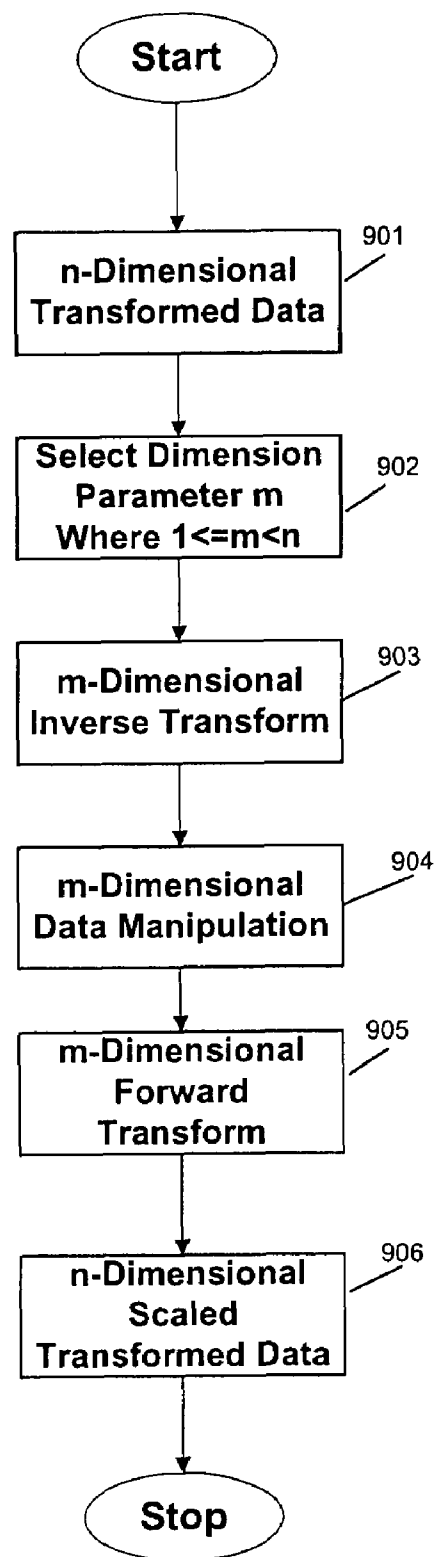 Start
901
n-Dimensional
Transformed Data
Select Dimension
902
Parameter m
Where 1<=m<n
903
m-Dimensional
Inverse Transform
904
m-Dimensional
Data Manipulation
905
m-Dimensional
Forward
Transform
906
n-Dimensional
Scaled
Transformed Data
Stop